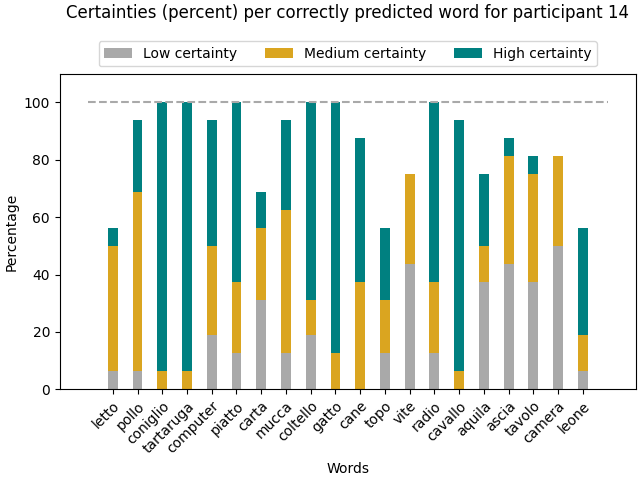 Certainties (percent) per correctly predicted word for participant 14
Low certainty Medium certainty High certainty
100
80
60
40
20
0
Percentage
letto pollo coniglio tartaruga computer piatto carta mucca coltello gatto cane topo vite radio cavallo aquila ascia tavolo camera leone
Words